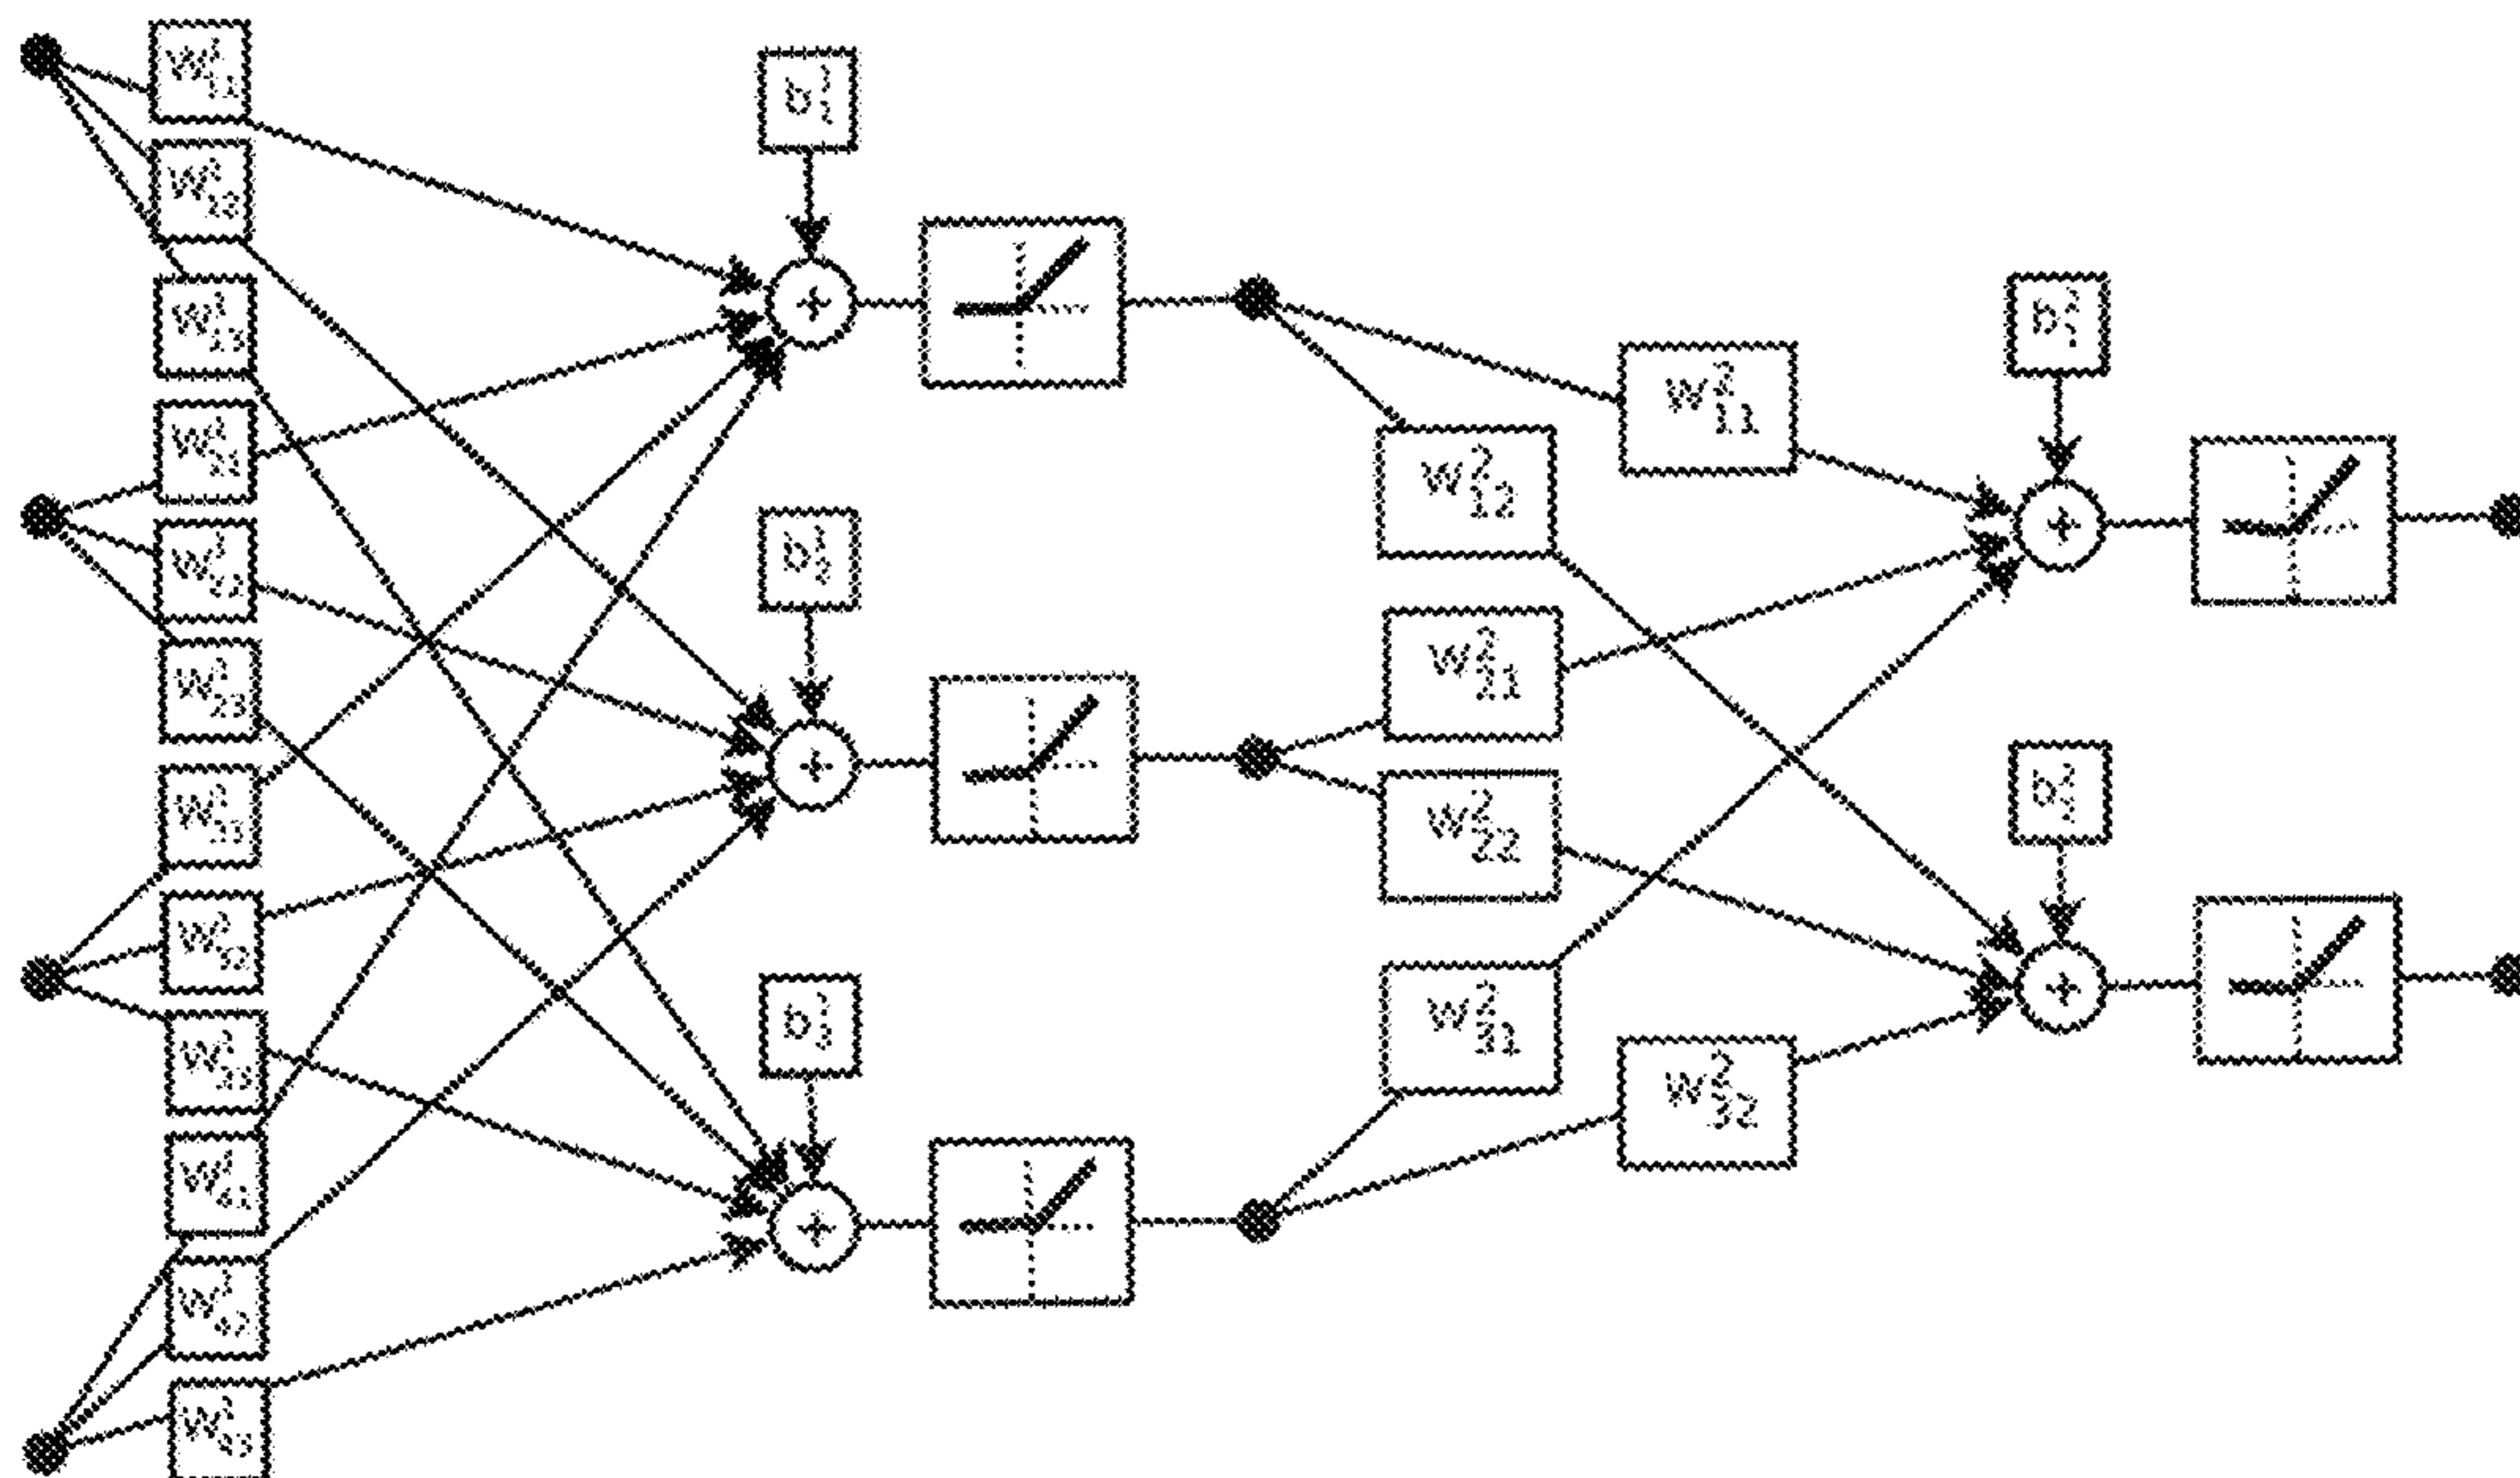 w¹₁₁
b¹₁
w¹₁₂
w¹₁₃
w¹₂₁
w¹₂₂
w¹₂₃
w¹₃₁
w¹₃₂
w¹₃₃
w¹₄₁
w¹₄₂
w¹₄₃
+
b¹₂
+
b¹₃
+
w²₁₁
w²₁₂
w²₂₁
w²₂₂
w²₃₁
w²₃₂
b²₁
+
+